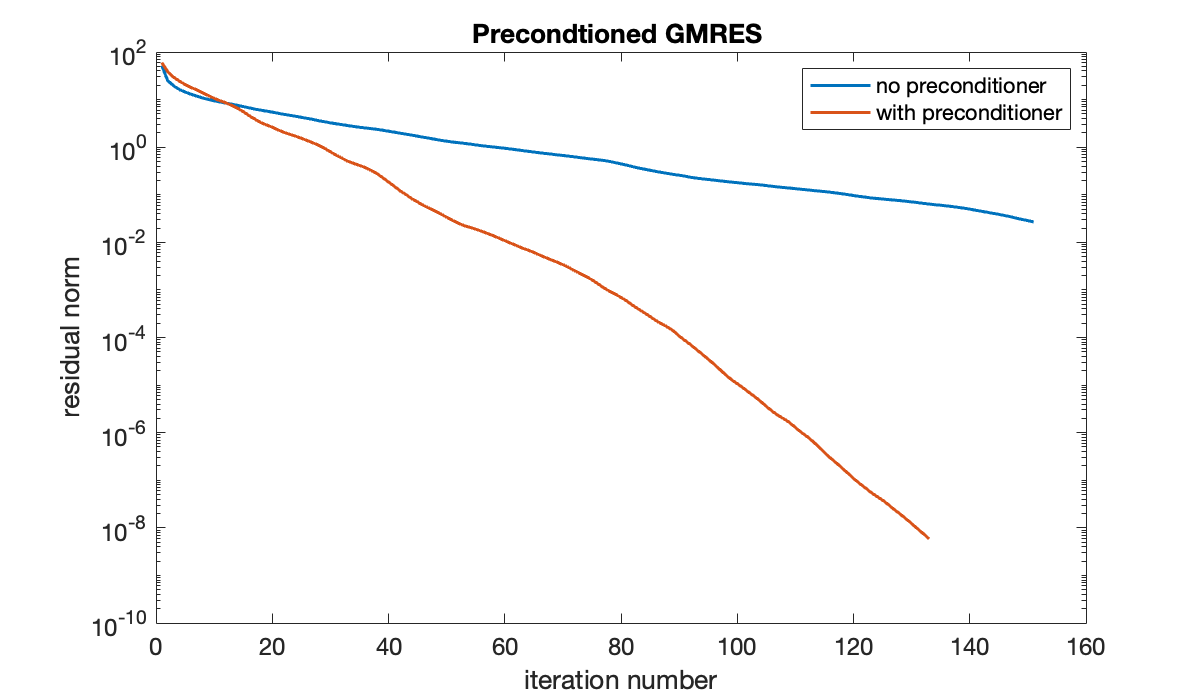 Precondtioned GMRES
no preconditioner
with preconditioner
residual norm
10^2
10^0
10^-2
10^-4
10^-6
10^-8
10^-10
0 20 40 60 80 100 120 140 160
iteration number